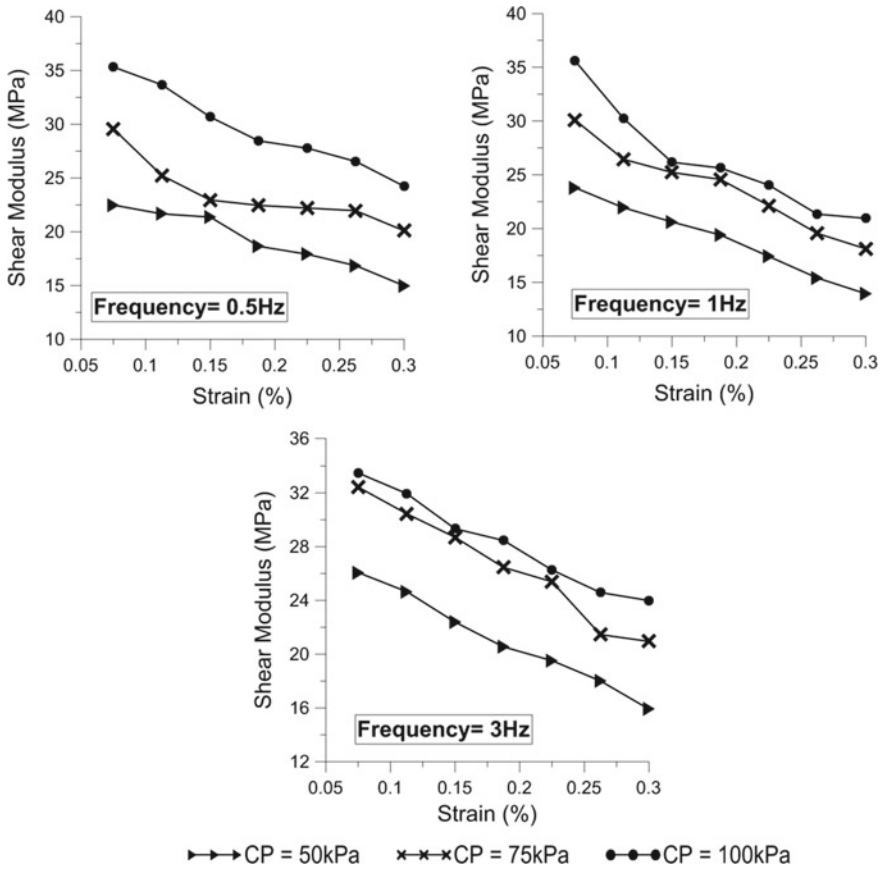 40
35
30
25
20
15
10
Shear Modulus (MPa)
Frequency= 0.5Hz
0.05 0.1 0.15 0.2 0.25 0.3
Strain (%)
40
35
30
25
20
15
10
Shear Modulus (MPa)
Frequency= 1Hz
0.05 0.1 0.15 0.2 0.25 0.3
Strain (%)
36
32
28
24
20
16
12
Shear Modulus (MPa)
Frequency= 3Hz
0.05 0.1 0.15 0.2 0.25 0.3
Strain (%)
CP = 50kPa CP = 75kPa CP = 100kPa